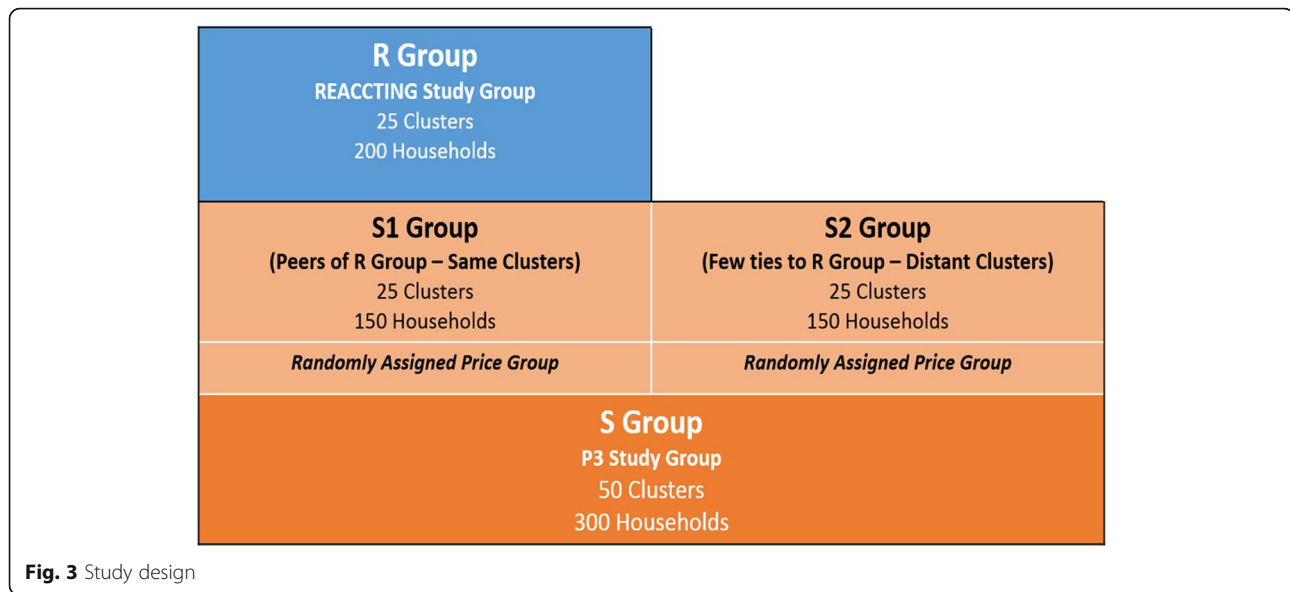 R Group
REACCTING Study Group
25 Clusters
200 Households
S1 Group
(Peers of R Group – Same Clusters)
25 Clusters
150 Households
Randomly Assigned Price Group
S2 Group
(Few ties to R Group – Distant Clusters)
25 Clusters
150 Households
Randomly Assigned Price Group
S Group
P3 Study Group
50 Clusters
300 Households
Fig. 3 Study design